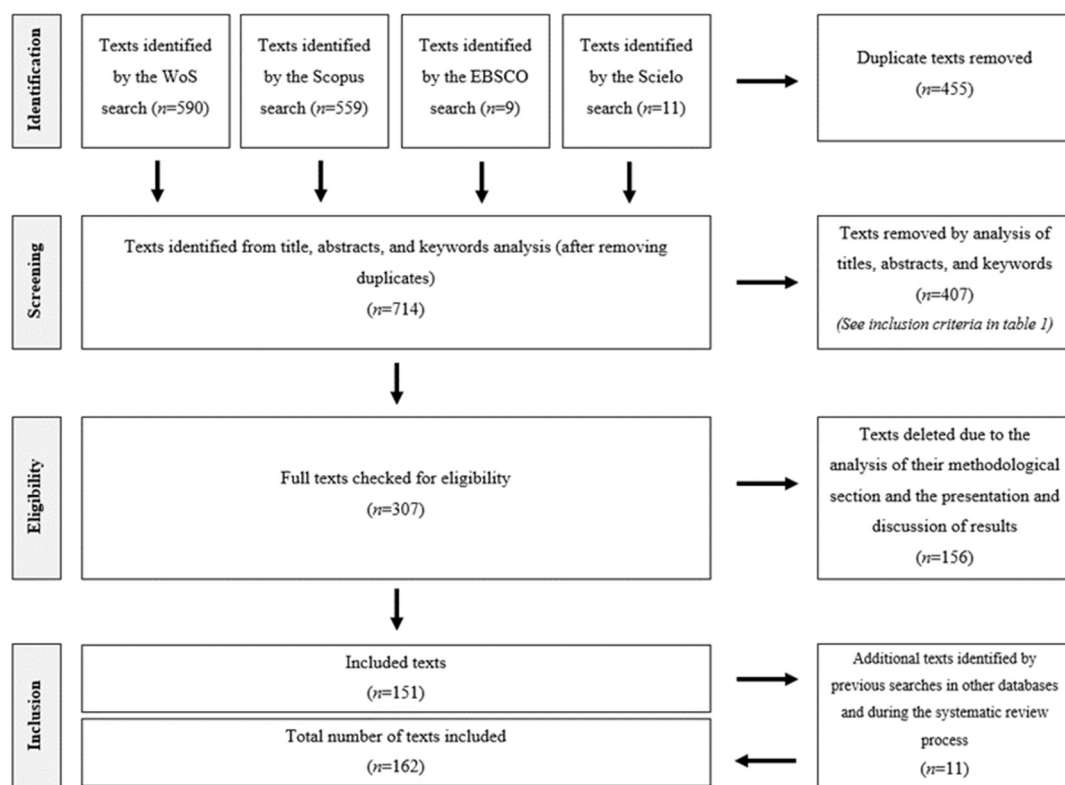 Identification
Texts identified
by the WoS
search (n=590)
Texts identified
by the Scopus
search (n=559)
Texts identified
by the EBSCO
search (n=9)
Texts identified
by the Scielo
search (n=11)
Duplicate texts removed
(n=455)
Screening
Texts identified from title, abstracts, and keywords analysis (after removing
duplicates)
(n=714)
Texts removed by analysis of
titles, abstracts, and keywords
(n=407)
(See inclusion criteria in table 1)
Eligibility
Full texts checked for eligibility
(n=307)
Texts deleted due to the
analysis of their methodological
section and the presentation and
discussion of results
(n=156)
Inclusion
Included texts
(n=151)
Additional texts identified by
previous searches in other databases
and during the systematic review
process
(n=11)
Total number of texts included
(n=162)